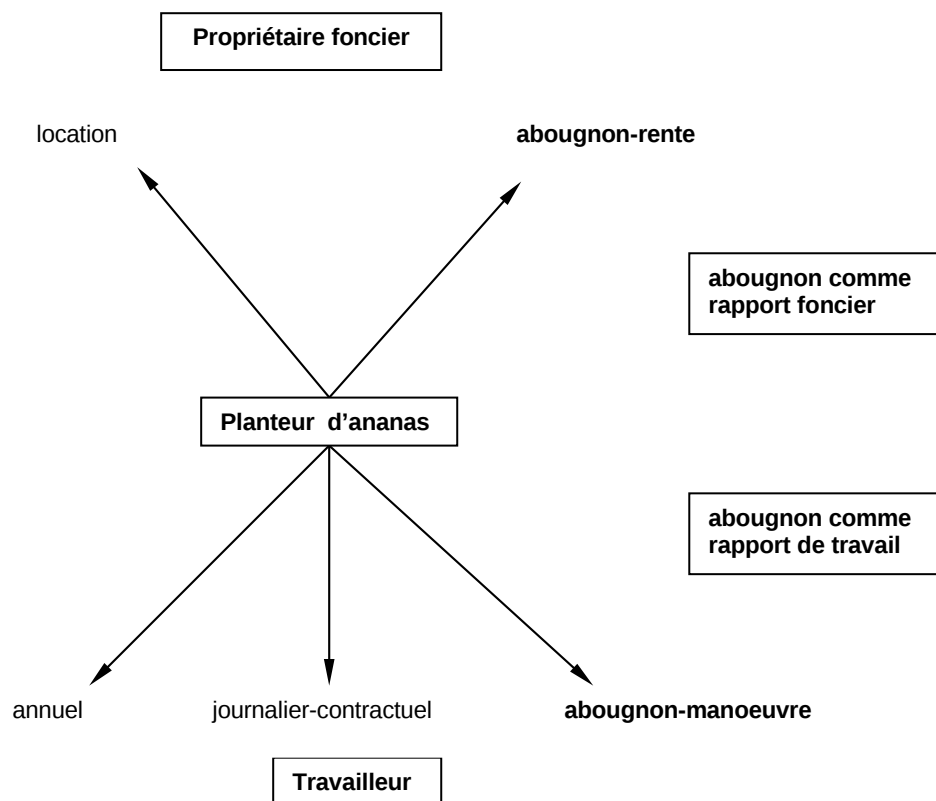 Propriétaire foncier
location
abougnon-rente
abougnon comme
rapport foncier
Planteur d’ananas
abougnon comme
rapport de travail
annuel
journalier-contractuel
abougnon-manoeuvre
Travailleur